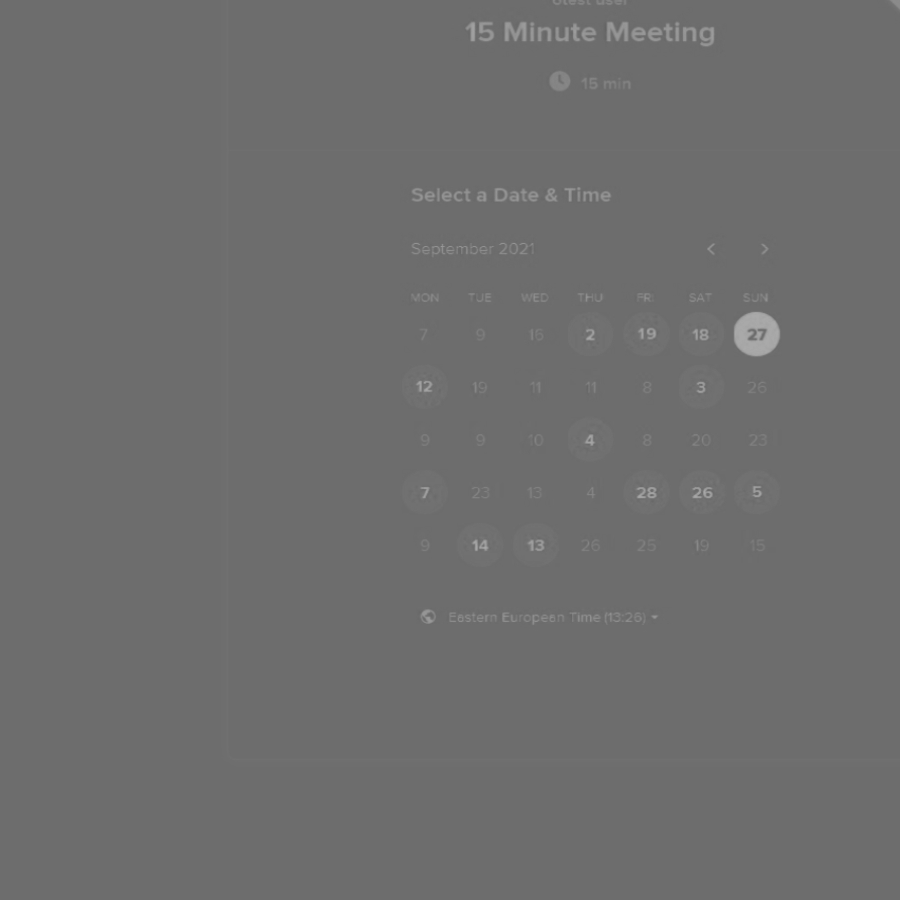 15 Minute Meeting
15 min
Select a Date & Time
September 2021
MON TUE WED THU FRI SAT SUN
7 9 15 2 19 18 27
12 19 11 11 8 3 26
9 9 10 4 8 20 23
7 23 13 4 28 26 5
9 14 13 26 25 19 15
Eastern European Time (13:26)